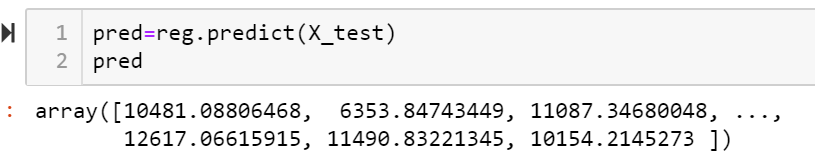 1 pred=reg.predict(X_test)
2 pred
: array([10481.08806468,  6353.84743449, 11087.34680048, ...,
       12617.06615915, 11490.83221345, 10154.2145273 ])